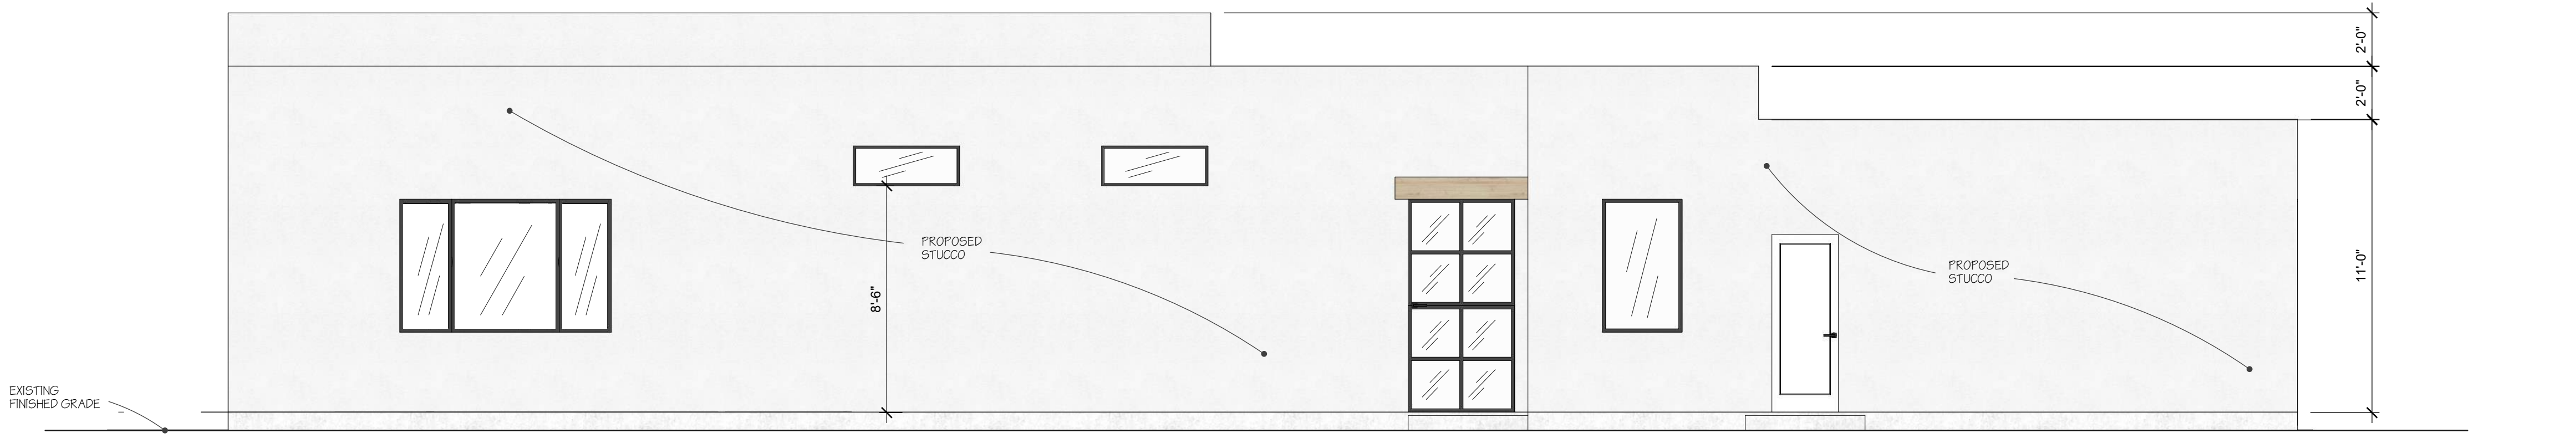 2'-0"
2'-0"
PROPOSED
STUCCO
PROPOSED
STUCCO
11'-0"
8'-6"
EXISTING
FINISHED GRADE